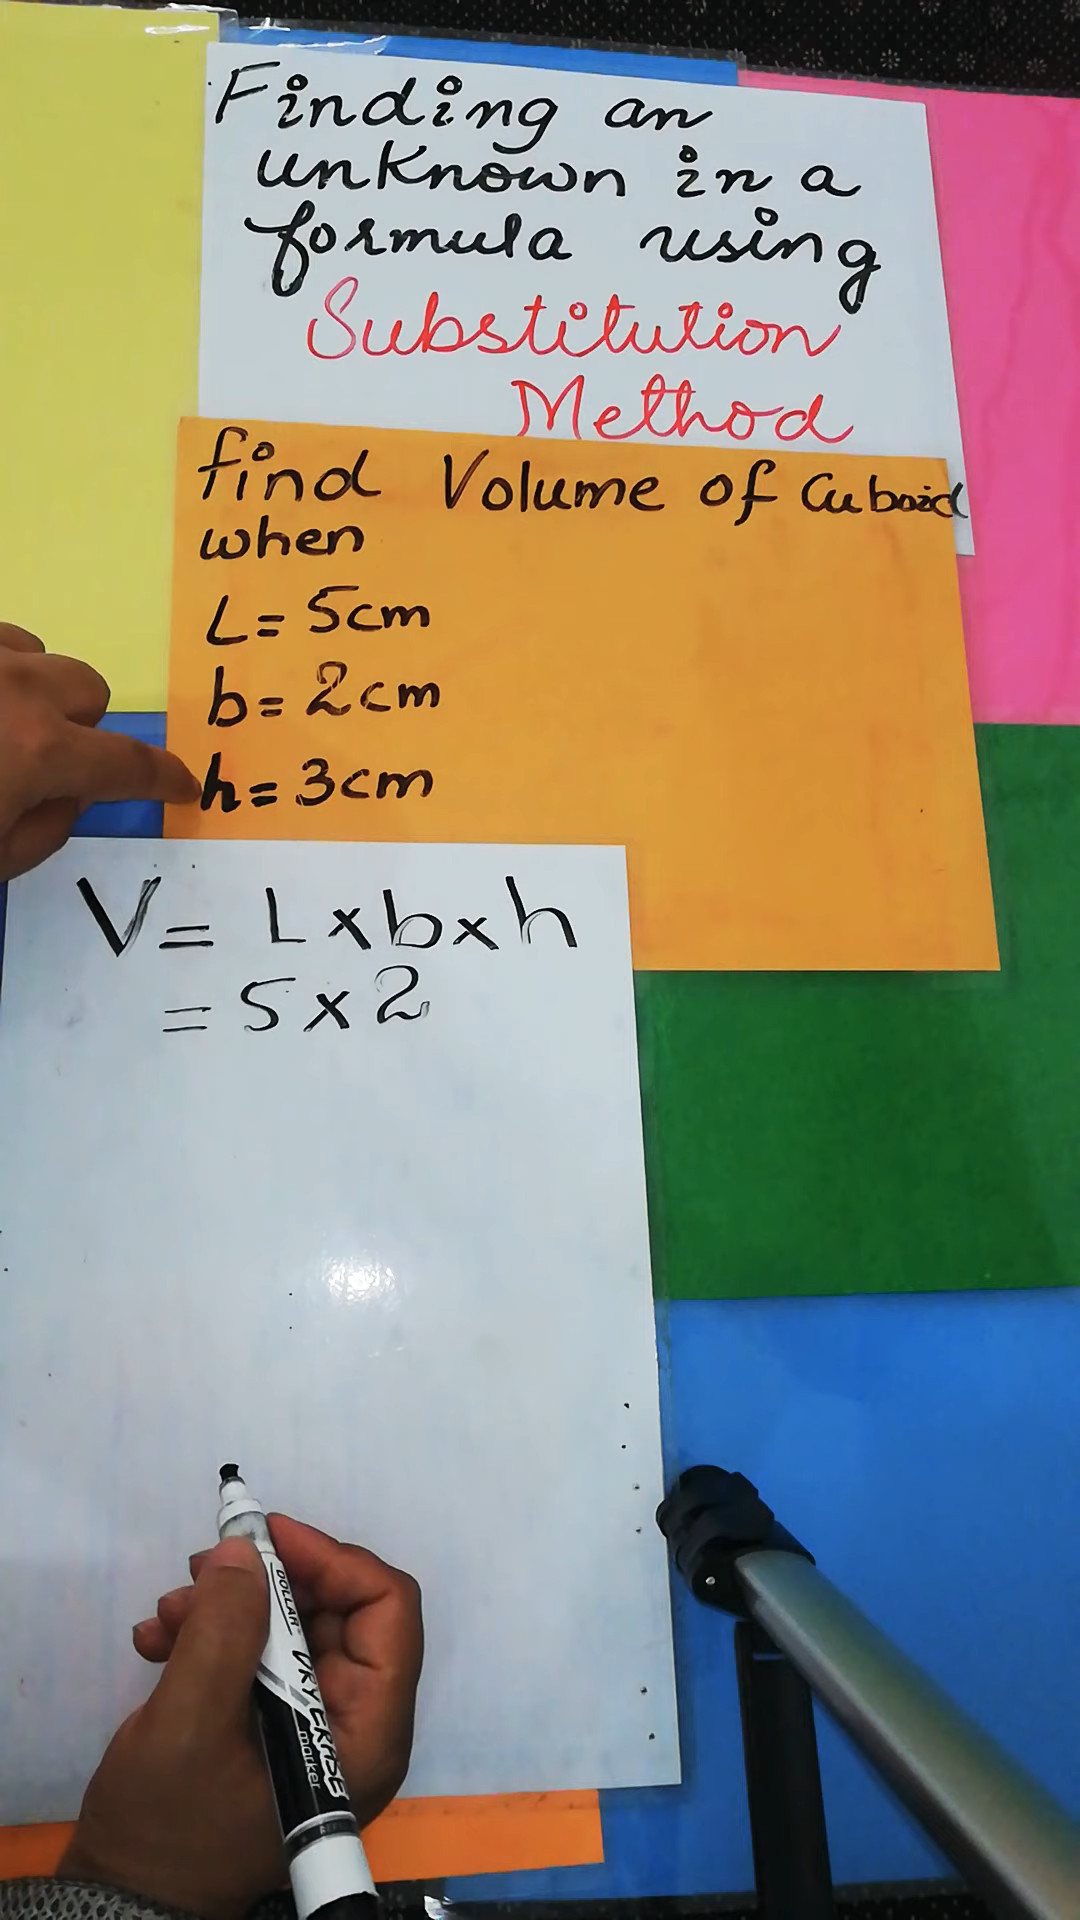 Finding an
unknown in a
formula using
Substitution
Method
find Volume of Cuboid
when
L = 5cm
b = 2cm
h = 3cm
V = L x b x h
= 5 x 2
DOLLAR
DRY ERASE
marker